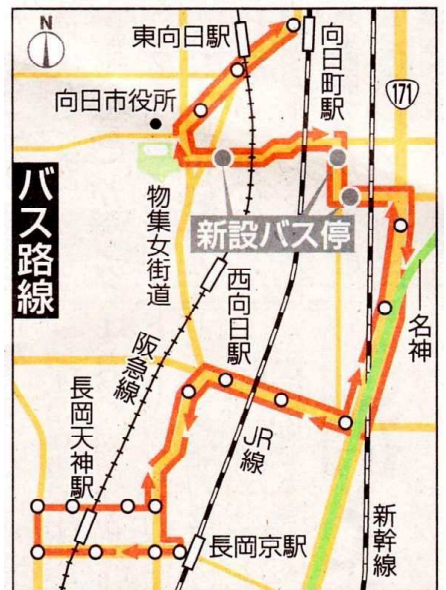 N
東向日駅
向日町駅
171
向日市役所
バス路線
物集女街道
新設バス停
西向日駅
名神
阪急線
長岡天神駅
JR線
新幹線
長岡京駅